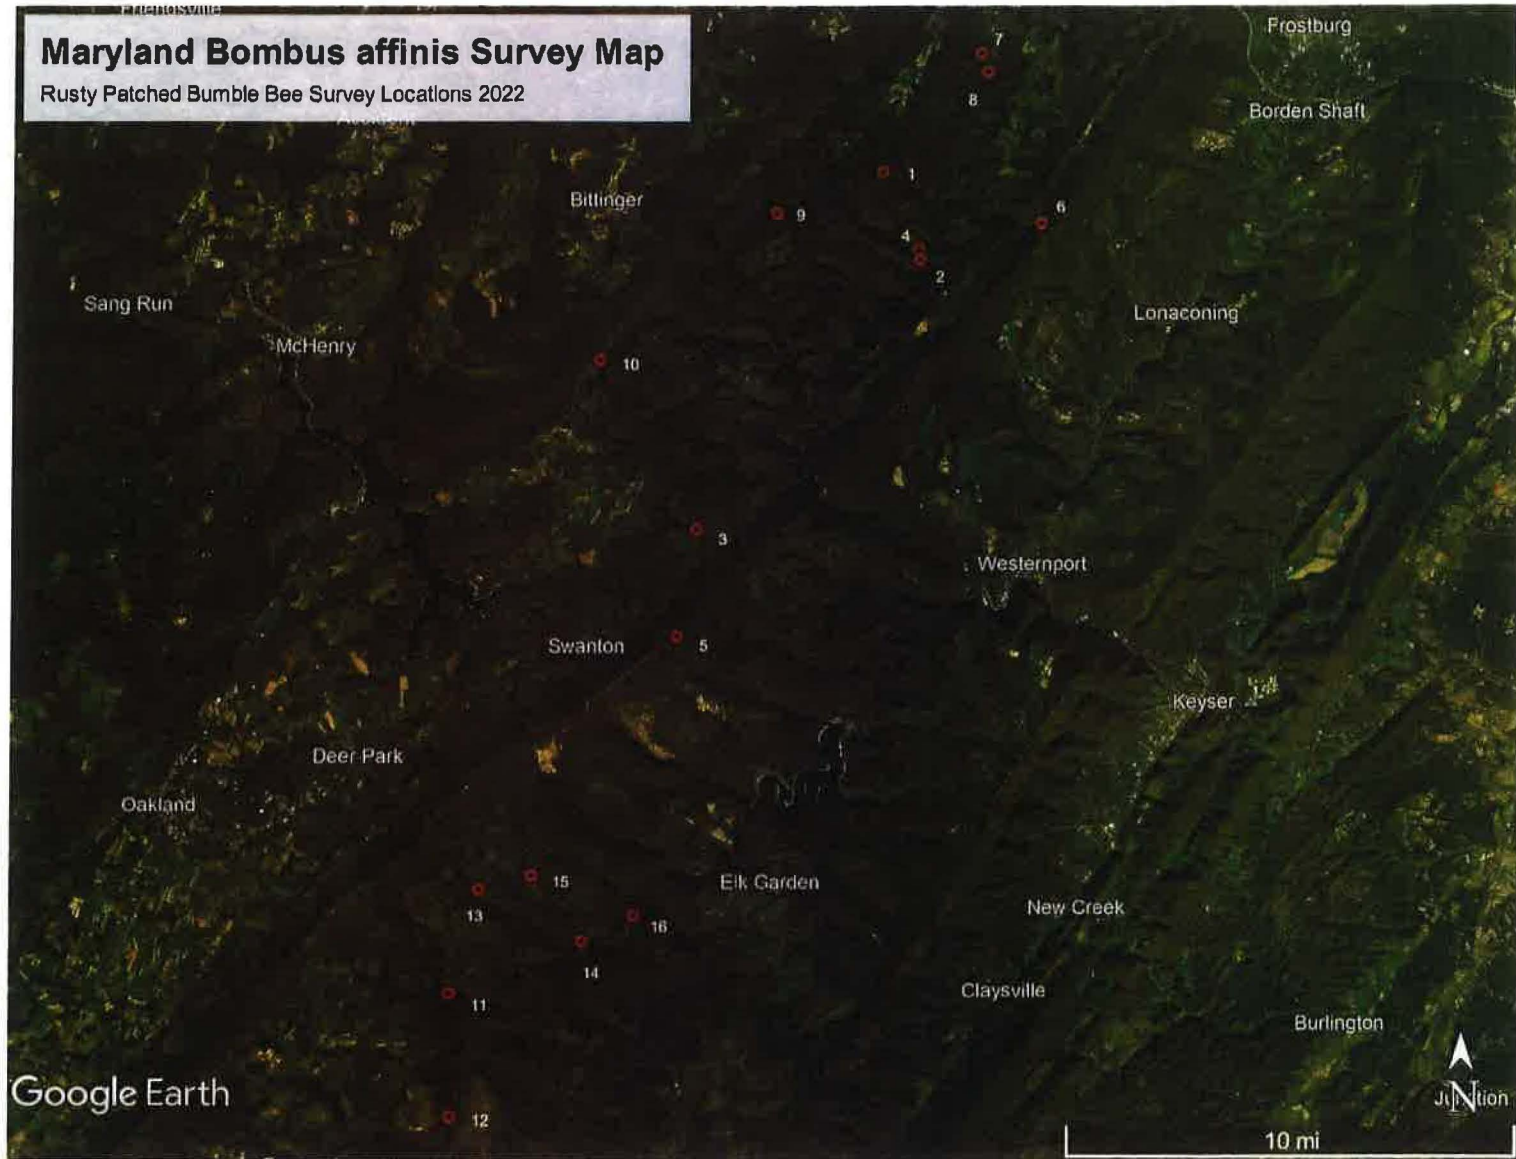 Friendsville
Maryland Bombus affinis Survey Map
Rusty Patched Bumble Bee Survey Locations 2022
Frostburg
7
8
Borden Shaft
1
Bittinger
9
6
4
2
Sang Run
Lonaconing
McHenry
10
3
Westernport
Swanton
5
Keyser
Deer Park
Oakland
15
Elk Garden
13
16
New Creek
14
11
Claysville
Burlington
Google Earth
N
12
10 mi